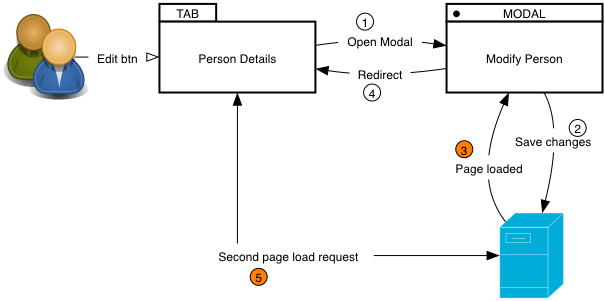 TAB
MODAL
1
Edit btn
Person Details
Open Modal
Modify Person
Redirect
4
2
Save changes
3
Page loaded
Second page load request
5